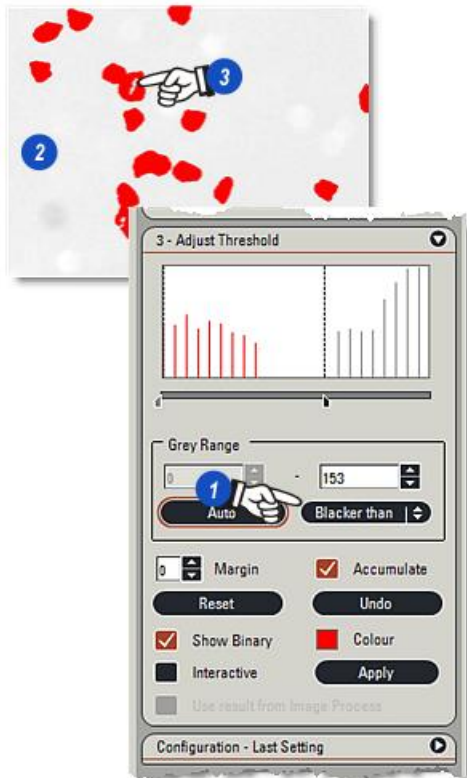 3
2
3 - Adjust Threshold
Grey Range
0 - 153
1
Auto Blacker than
0 Margin Accumulate
Reset Undo
Show Binary Colour
Interactive Apply
Use result from Image Process
Configuration - Last Setting